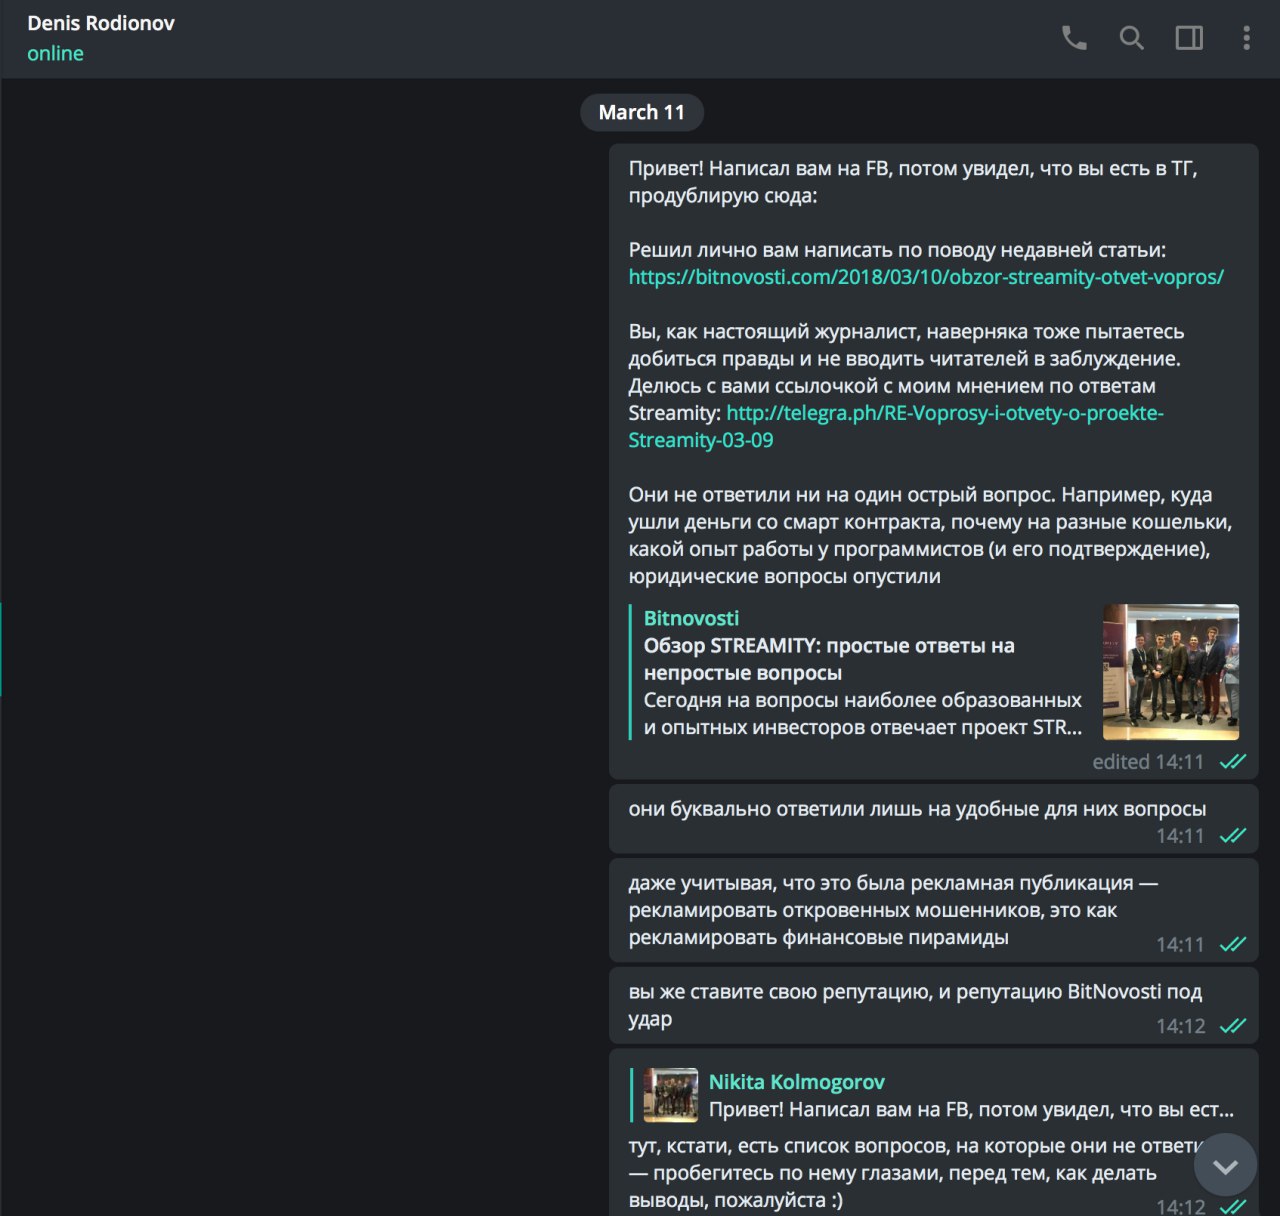 Denis Rodionov
online
March 11
Привет! Написал вам на FB, потом увидел, что вы есть в ТГ,
продублирую сюда:
Решил лично вам написать по поводу недавней статьи:
https://bitnovosti.com/2018/03/10/obzor-streamity-otvet-vopros/
Вы, как настоящий журналист, наверняка тоже пытаетесь
добиться правды и не вводить читателей в заблуждение.
Делюсь с вами ссылочкой с моим мнением по ответам
Streamity: http://telegra.ph/RE-Voprosy-i-otvety-o-proekte-
Streamity-03-09
Они не ответили ни на один острый вопрос. Например, куда
ушли деньги со смарт контракта, почему на разные кошельки,
какой опыт работы у программистов (и его подтверждение),
юридические вопросы опустили
Bitnovosti
Обзор STREAMITY: простые ответы на
непростые вопросы
Сегодня на вопросы наиболее образованных
и опытных инвесторов отвечает проект STR...
edited 14:11
они буквально ответили лишь на удобные для них вопросы
14:11
даже учитывая, что это была рекламная публикация —
рекламировать откровенных мошенников, это как
рекламировать финансовые пирамиды
14:11
вы же ставите свою репутацию, и репутацию BitNovosti под
удар
14:12
Nikita Kolmogorov
Привет! Написал вам на FB, потом увидел, что вы ест...
тут, кстати, есть список вопросов, на которые они не ответи
— пробегитесь по нему глазами, перед тем, как делать
выводы, пожалуйста :)
14:12